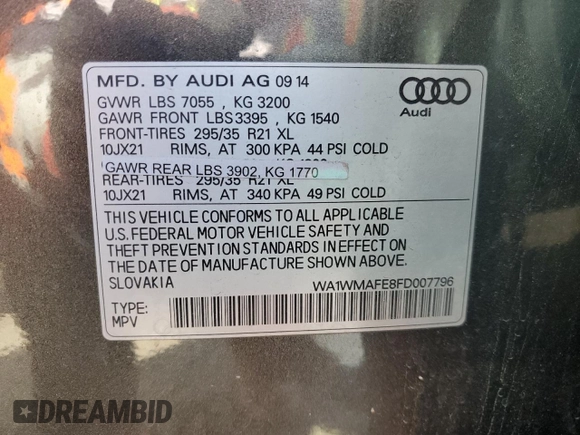 MFD. BY AUDI AG 09 14
GVWR LBS 7055 , KG 3200
GAWR FRONT LBS3395 , KG 1540
FRONT-TIRES 295/35 R21 XL
10JX21 RIMS, AT 300 KPA 44 PSI COLD
GAWR REAR LBS 3902, KG 1770
REAR-TIRES 295/35 R21 XL
10JX21 RIMS, AT 340 KPA 49 PSI COLD
THIS VEHICLE CONFORMS TO ALL APPLICABLE
U.S. FEDERAL MOTOR VEHICLE SAFETY AND
THEFT PREVENTION STANDARDS IN EFFECT ON
THE DATE OF MANUFACTURE SHOWN ABOVE.
SLOVAKIA
WA1WMAFE8FD007796
TYPE:
MPV
Audi
DREAMBID